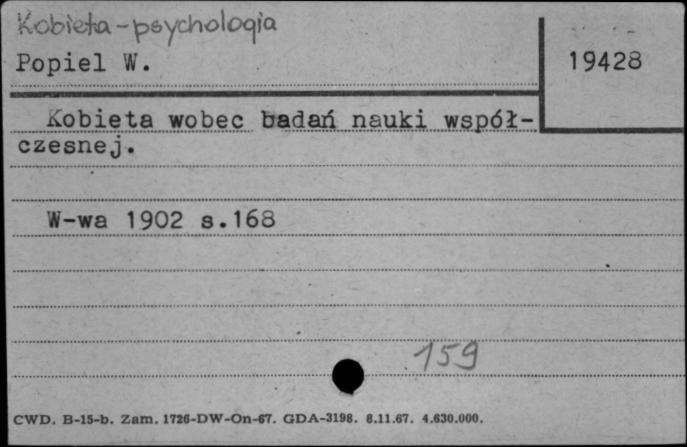 Kobieta - psychologia
Popiel W.
19428
Kobieta wobec badań nauki współ-
czesnej.
W-wa 1902 s.168
159
CWD. B-15-b. Zam. 1726-DW-On-67. GDA-3198. 8.11.67. 4.630.000.